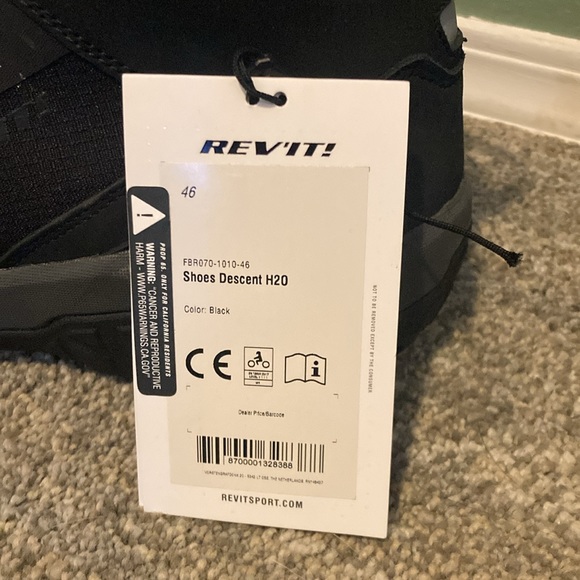 REV'IT!
46
FBR070-1010-46
Shoes Descent H2O
Color: Black
CE
i
Dealer Price/Barcode
8700001328388
REVITSPORT.COM
PROP 65. ONLY FOR CALIFORNIA RESIDENTS
WARNING: "CANCER AND REPRODUCTIVE
HARM - WWW.P65WARNINGS.CA.GOV"
NOT TO BE REMOVED EXCEPT BY THE CONSUMER